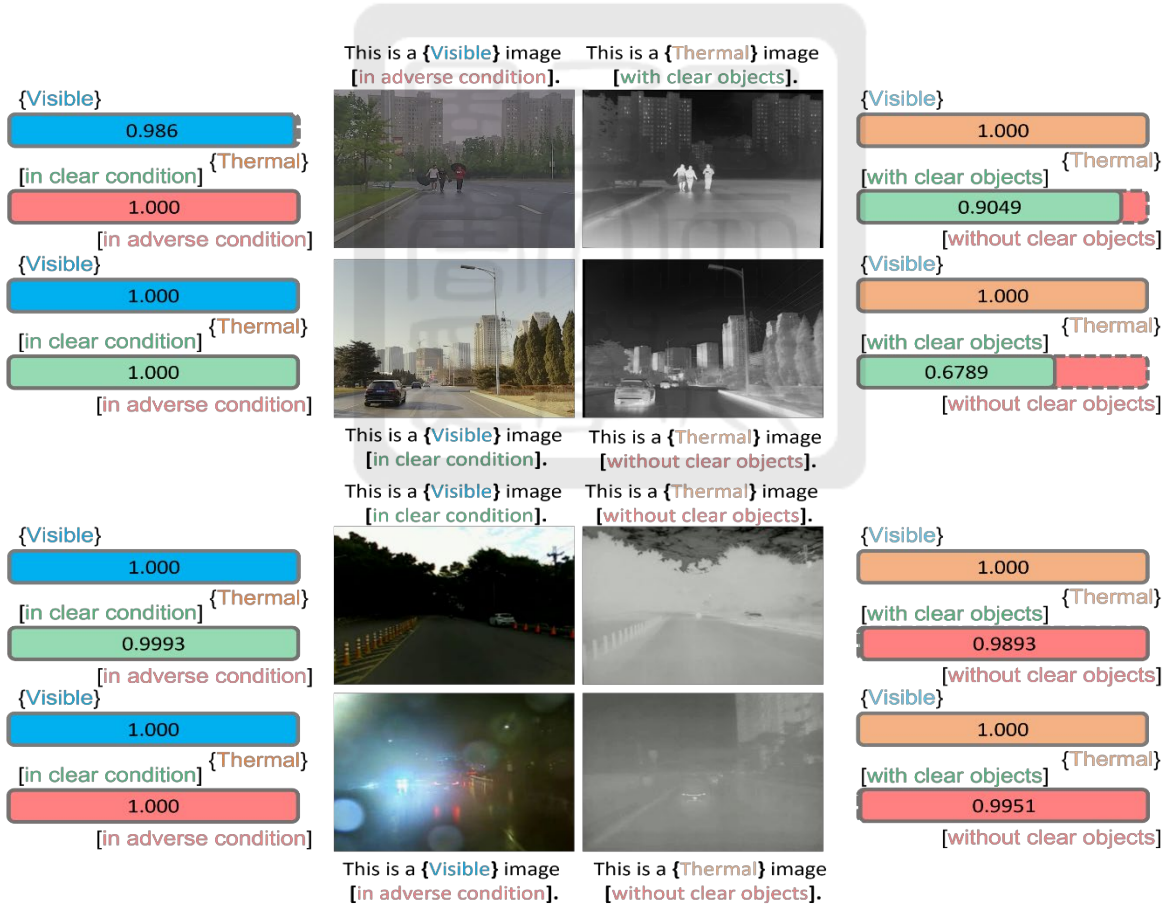 This is a {Visible} image
[in adverse condition].
This is a {Thermal} image
[with clear objects].
{Visible}
0.986
{Thermal}
[in clear condition]
1.000
[in adverse condition]
{Visible}
1.000
{Thermal}
[with clear objects]
0.9049
[without clear objects]
{Visible}
1.000
{Thermal}
[in clear condition]
1.000
[in adverse condition]
{Visible}
1.000
{Thermal}
[with clear objects]
0.6789
[without clear objects]
This is a {Visible} image
[in clear condition].
This is a {Thermal} image
[without clear objects].
This is a {Visible} image
[in clear condition].
This is a {Thermal} image
[without clear objects].
{Visible}
1.000
{Thermal}
[in clear condition]
0.9993
[in adverse condition]
{Visible}
1.000
{Thermal}
[with clear objects]
0.9893
[without clear objects]
{Visible}
1.000
{Thermal}
[in clear condition]
1.000
[in adverse condition]
{Visible}
1.000
{Thermal}
[with clear objects]
0.9951
[without clear objects]
This is a {Visible} image
[in adverse condition].
This is a {Thermal} image
[without clear objects].